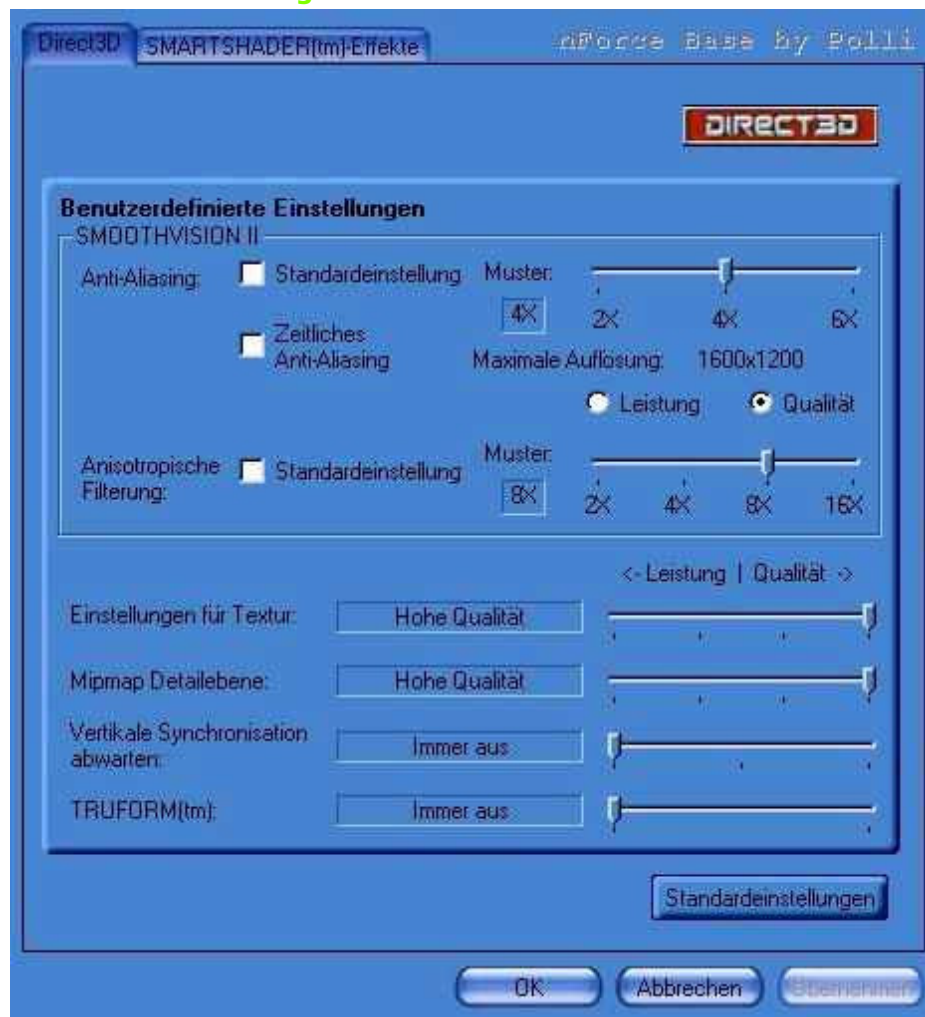 Direct3D SMARTSHADER(tm)-Effekte nForce Base by Polli
DIRECT3D
Benutzerdefinierte Einstellungen
SMOOTHVISION II
Anti-Aliasing: Standardeinstellung Muster:
4X 2X 4X 6X
Zeitliches
Anti-Aliasing
Maximale Auflösung: 1600x1200
Leistung Qualität
Anisotropische
Filterung: Standardeinstellung Muster:
8X 2X 4X 8X 16X
<- Leistung | Qualität ->
Einstellungen für Textur: Hohe Qualität
Mipmap Detailebene: Hohe Qualität
Vertikale Synchronisation
abwarten: Immer aus
TRUFORM(tm): Immer aus
Standardeinstellungen
OK Abbrechen Übernehmen